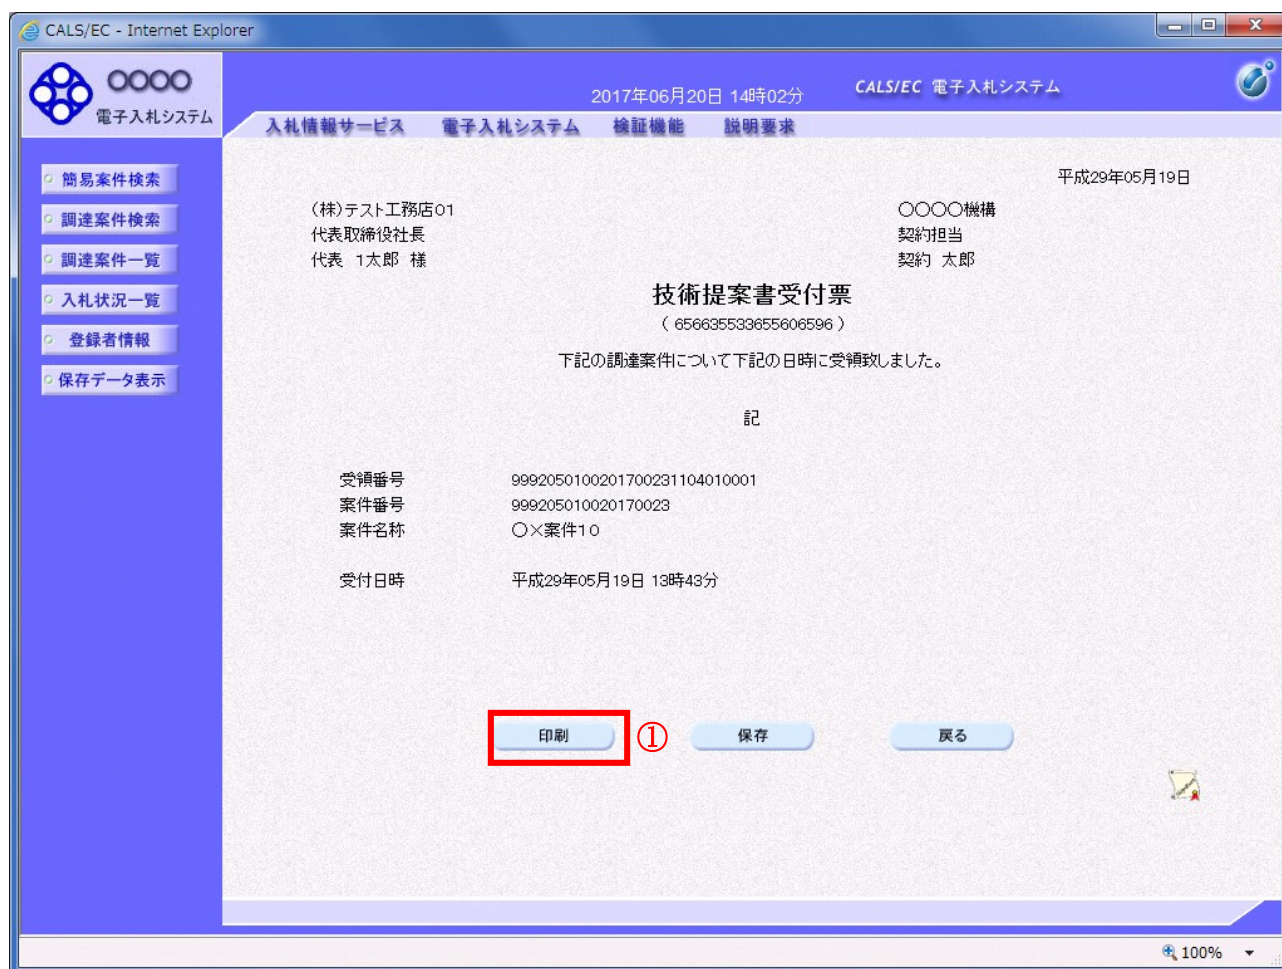 CALS/EC - Internet Explorer
〇〇〇〇
電子入札システム
2017年06月20日 14時02分
CALS/EC 電子入札システム
入札情報サービス 電子入札システム 検証機能 説明要求
簡易案件検索
調達案件検索
調達案件一覧
入札状況一覧
登録者情報
保存データ表示
平成29年05月19日
(株)テスト工務店01
代表取締役社長
代表 1太郎 様
〇〇〇〇機構
契約担当
契約 太郎
技術提案書受付票
(656635533655606596)
下記の調達案件について下記の日時に受領致しました。
記
受領番号 9992050100201700231104010001
案件番号 999205010020170023
案件名称 〇×案件10
受付日時 平成29年05月19日 13時43分
印刷 ① 保存 戻る
100%